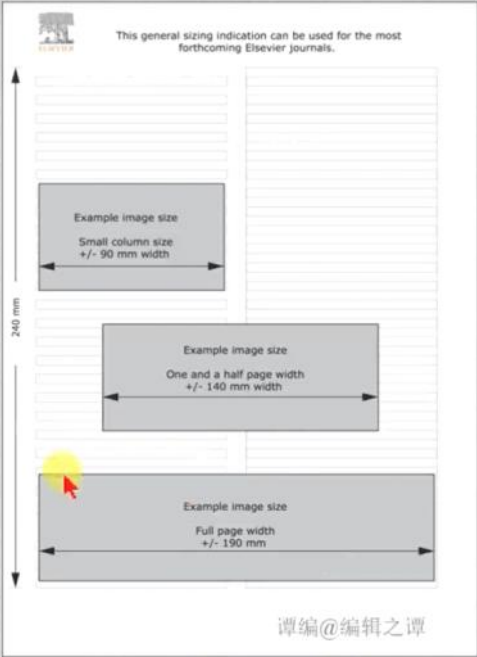 ELSEVIER
This general sizing indication can be used for the most
forthcoming Elsevier journals.
Example image size
Small column size
+/- 90 mm width
240 mm
Example image size
One and a half page width
+/- 140 mm width
Example image size
Full page width
+/- 190 mm
谭编@编辑之谭